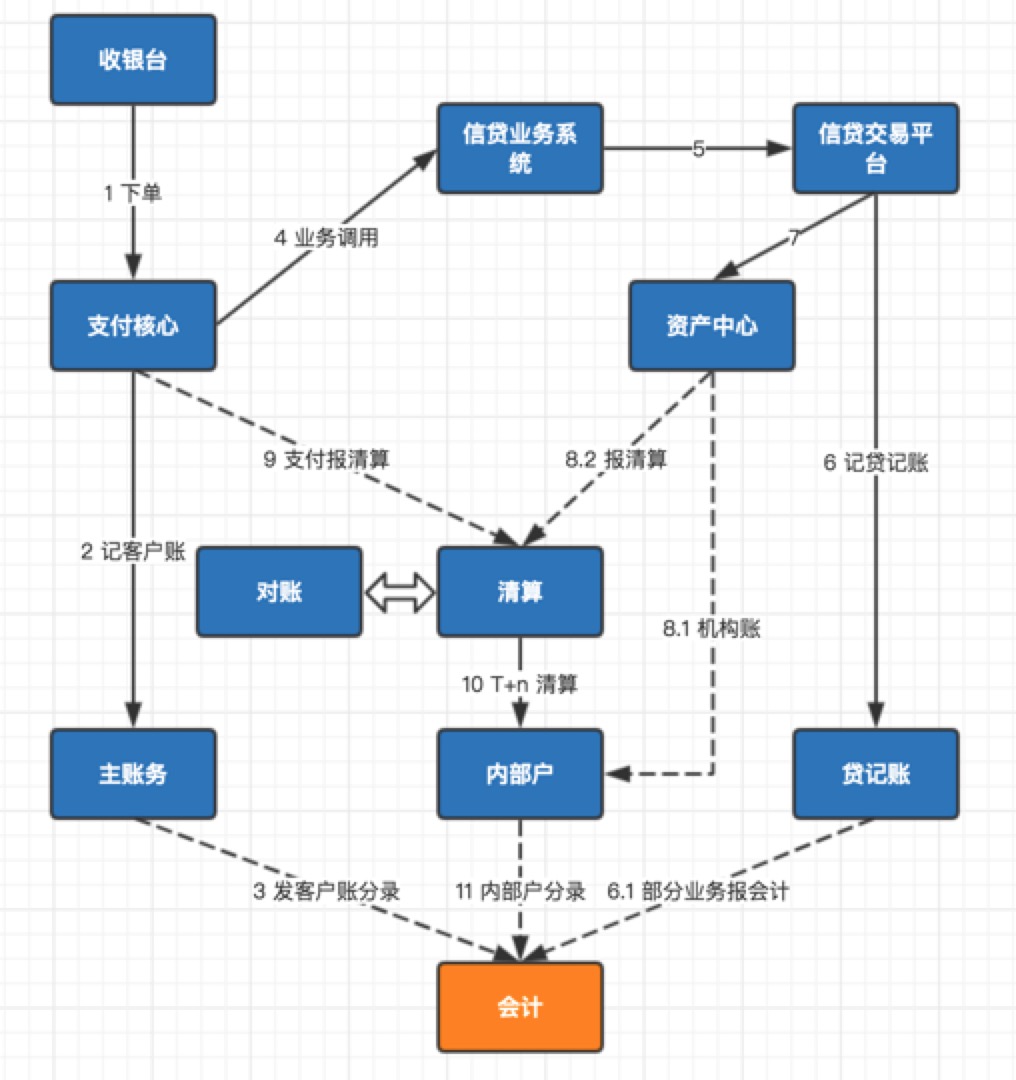 收银台
1 下单
信贷业务系
统
5
信贷交易平
台
4 业务调用
7
支付核心
资产中心
9 支付报清算
8.2 报清算
6 记贷记账
2 记客户账
对账
清算
8.1 机构账
10 T+n 清算
主账务
内部户
贷记账
3 发客户账分录
11 内部户分录
6.1 部分业务报会计
会计